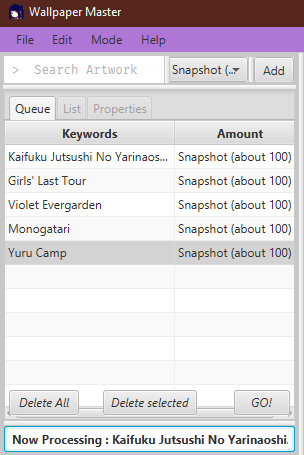 Wallpaper Master
File Edit Mode Help
> Search Artwork Snapshot (... Add
Queue List Properties
Keywords Amount
Kaifuku Jutsushi No Yarinaos... Snapshot (about 100)
Girls' Last Tour Snapshot (about 100)
Violet Evergarden Snapshot (about 100)
Monogatari Snapshot (about 100)
Yuru Camp Snapshot (about 100)
Delete All Delete selected GO!
Now Processing : Kaifuku Jutsushi No Yarinaoshi.